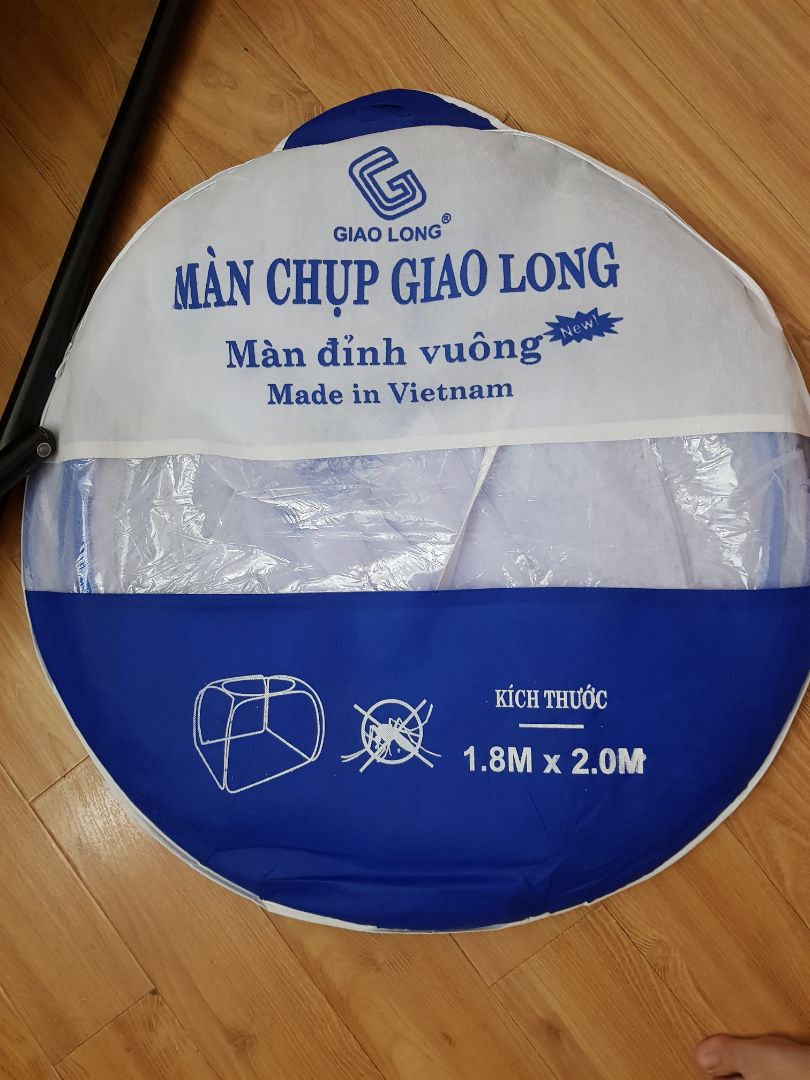 GIAO LONG®
MÀN CHỤP GIAO LONG
Màn đỉnh vuông New!
Made in Vietnam
KÍCH THƯỚC
1.8M x 2.0M